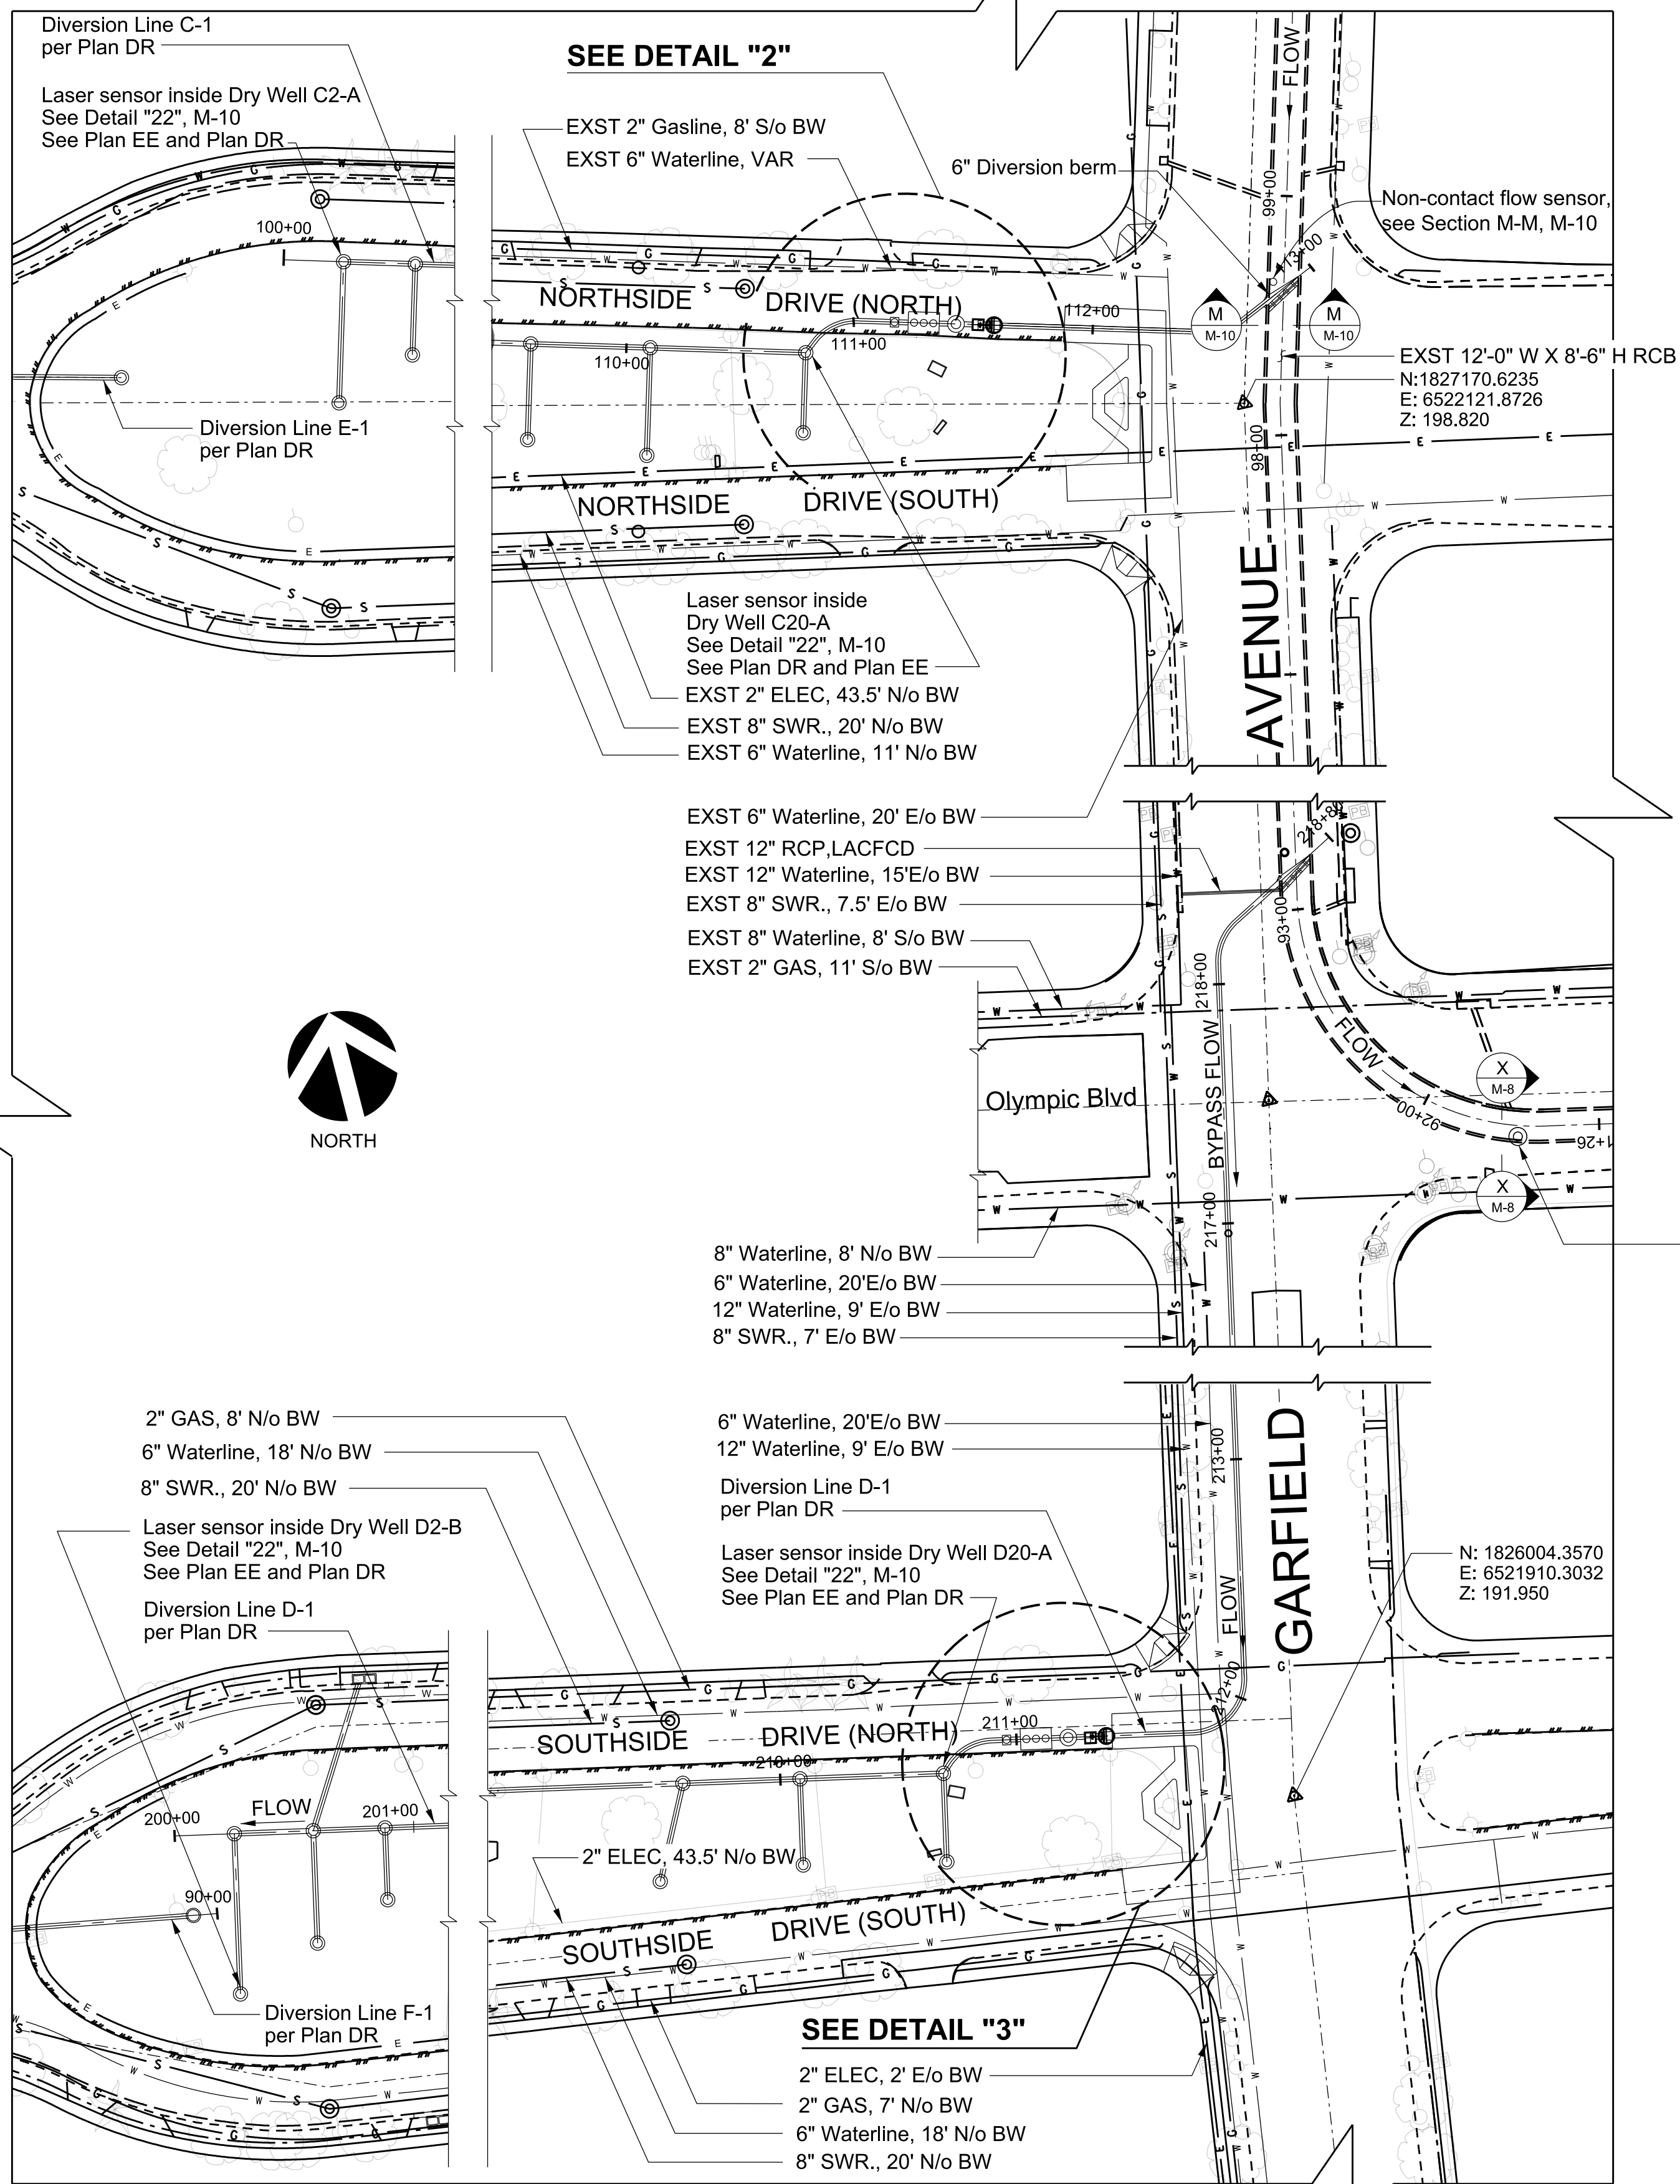 Diversion Line C-1
per Plan DR
Laser sensor inside Dry Well C2-A
See Detail "22", M-10
See Plan EE and Plan DR
SEE DETAIL "2"
EXST 2" Gasline, 8' S/o BW
EXST 6" Waterline, VAR
6" Diversion berm
FLOW
99+00
Non-contact flow sensor,
see Section M-M, M-10
100+00
NORTHSIDE DRIVE (NORTH)
110+00
111+00
112+00
M
M-10
M
M-10
EXST 12'-0" W X 8'-6" H RCB
N:1827170.6235
E: 6522121.8726
Z: 198.820
98+00
Diversion Line E-1
per Plan DR
NORTHSIDE DRIVE (SOUTH)
AVENUE
Laser sensor inside
Dry Well C20-A
See Detail "22", M-10
See Plan DR and Plan EE
EXST 2" ELEC, 43.5' N/o BW
EXST 8" SWR., 20' N/o BW
EXST 6" Waterline, 11' N/o BW
EXST 6" Waterline, 20' E/o BW
EXST 12" RCP,LACFCD
EXST 12" Waterline, 15'E/o BW
EXST 8" SWR., 7.5' E/o BW
EXST 8" Waterline, 8' S/o BW
EXST 2" GAS, 11' S/o BW
93+00
218+00
BYPASS FLOW
FLOW
NORTH
Olympic Blvd
X
M-8
92+00
X
M-8
217+00
8" Waterline, 8' N/o BW
6" Waterline, 20'E/o BW
12" Waterline, 9' E/o BW
8" SWR., 7' E/o BW
2" GAS, 8' N/o BW
6" Waterline, 18' N/o BW
8" SWR., 20' N/o BW
Laser sensor inside Dry Well D2-B
See Detail "22", M-10
See Plan EE and Plan DR
Diversion Line D-1
per Plan DR
6" Waterline, 20'E/o BW
12" Waterline, 9' E/o BW
213+00
Diversion Line D-1
per Plan DR
Laser sensor inside Dry Well D20-A
See Detail "22", M-10
See Plan EE and Plan DR
GARFIELD
N: 1826004.3570
E: 6521910.3032
Z: 191.950
FLOW
212+00
211+00
SOUTHSIDE DRIVE (NORTH)
210+00
200+00
FLOW
201+00
2" ELEC, 43.5' N/o BW
90+00
SOUTHSIDE DRIVE (SOUTH)
Diversion Line F-1
per Plan DR
SEE DETAIL "3"
2" ELEC, 2' E/o BW
2" GAS, 7' N/o BW
6" Waterline, 18' N/o BW
8" SWR., 20' N/o BW